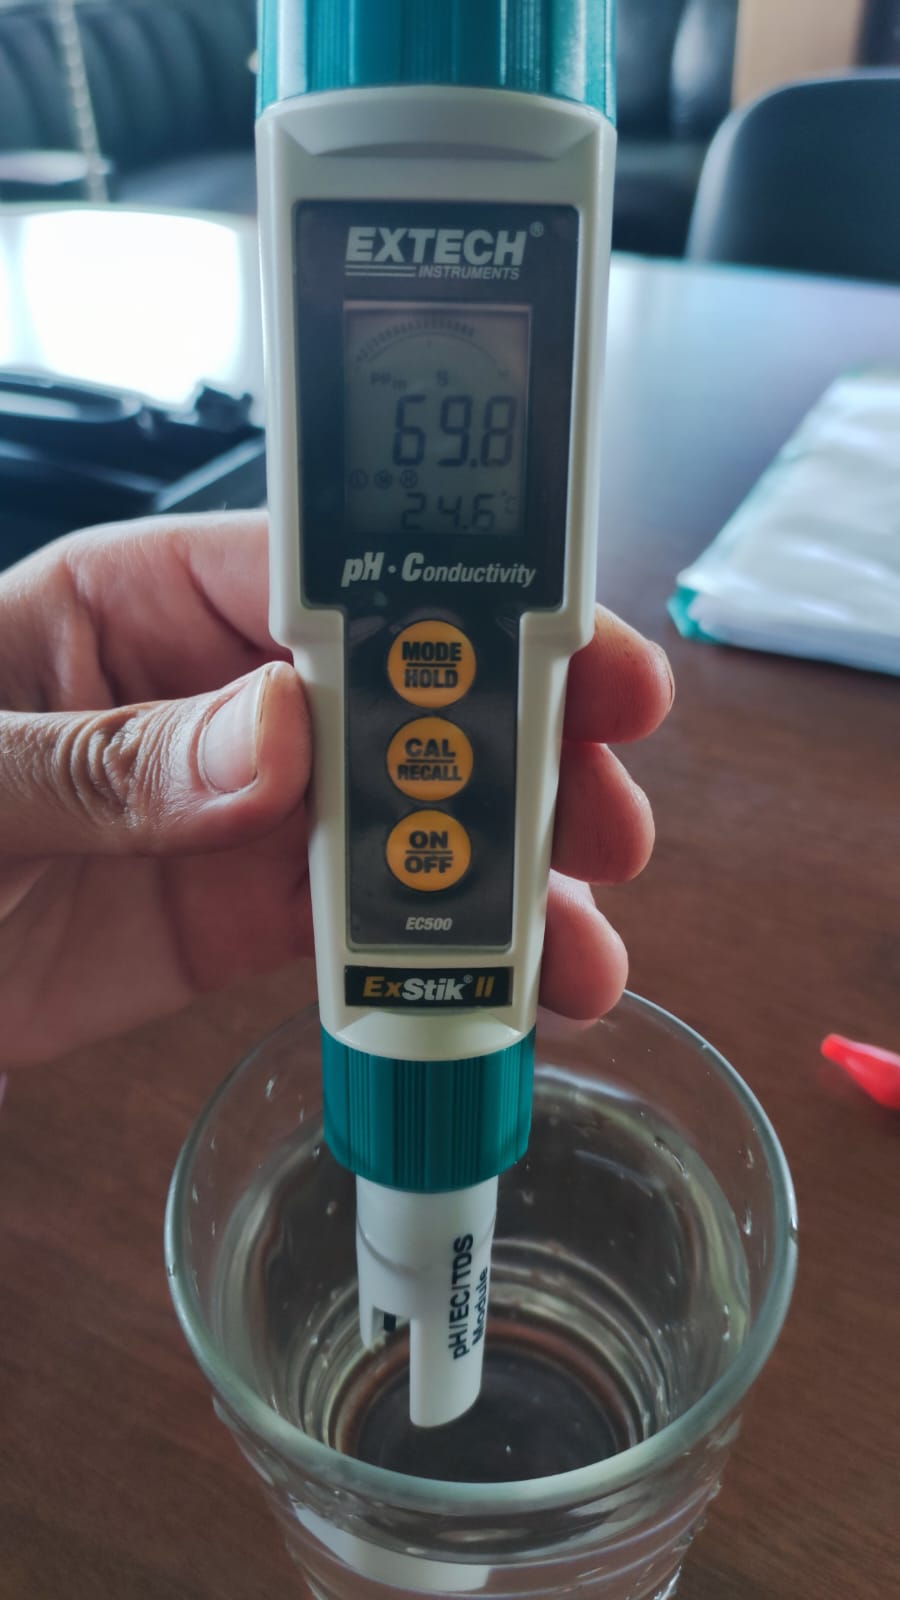 EXTECH®
INSTRUMENTS
PPm S
69.8
L M H
24.6°C
pH · Conductivity
MODE
HOLD
CAL
RECALL
ON
OFF
EC500
ExStik® II
pH/EC/TDS
Module